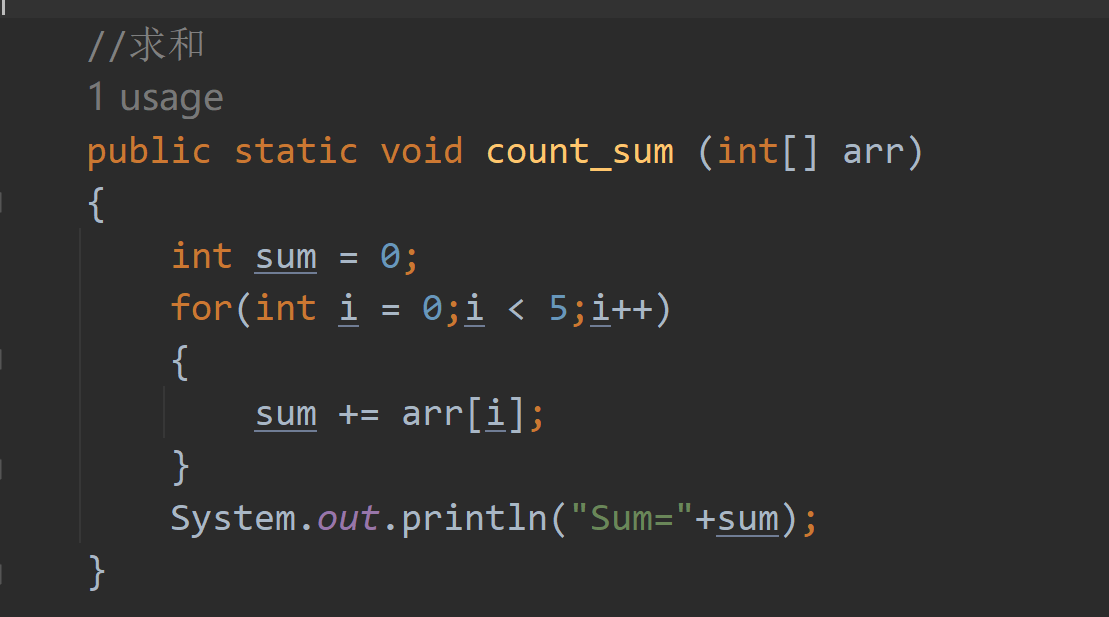 //求和
1 usage
public static void count_sum (int[] arr)
{
int sum = 0;
for(int i = 0;i < 5;i++)
{
sum += arr[i];
}
System.out.println("Sum="+sum);
}